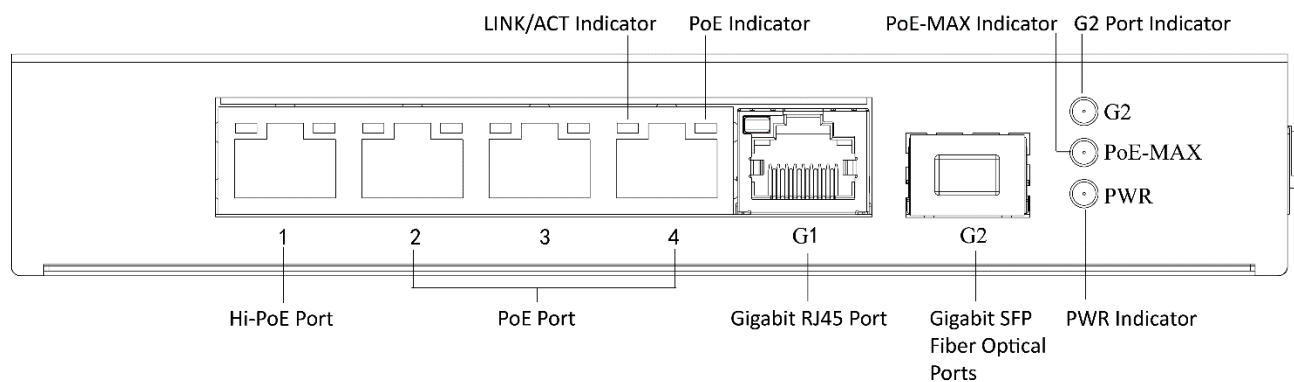 LINK/ACT Indicator PoE Indicator PoE-MAX Indicator G2 Port Indicator
G2
PoE-MAX
PWR
1 2 3 4 G1 G2
Hi-PoE Port PoE Port Gigabit RJ45 Port Gigabit SFP PWR Indicator
Fiber Optical
Ports